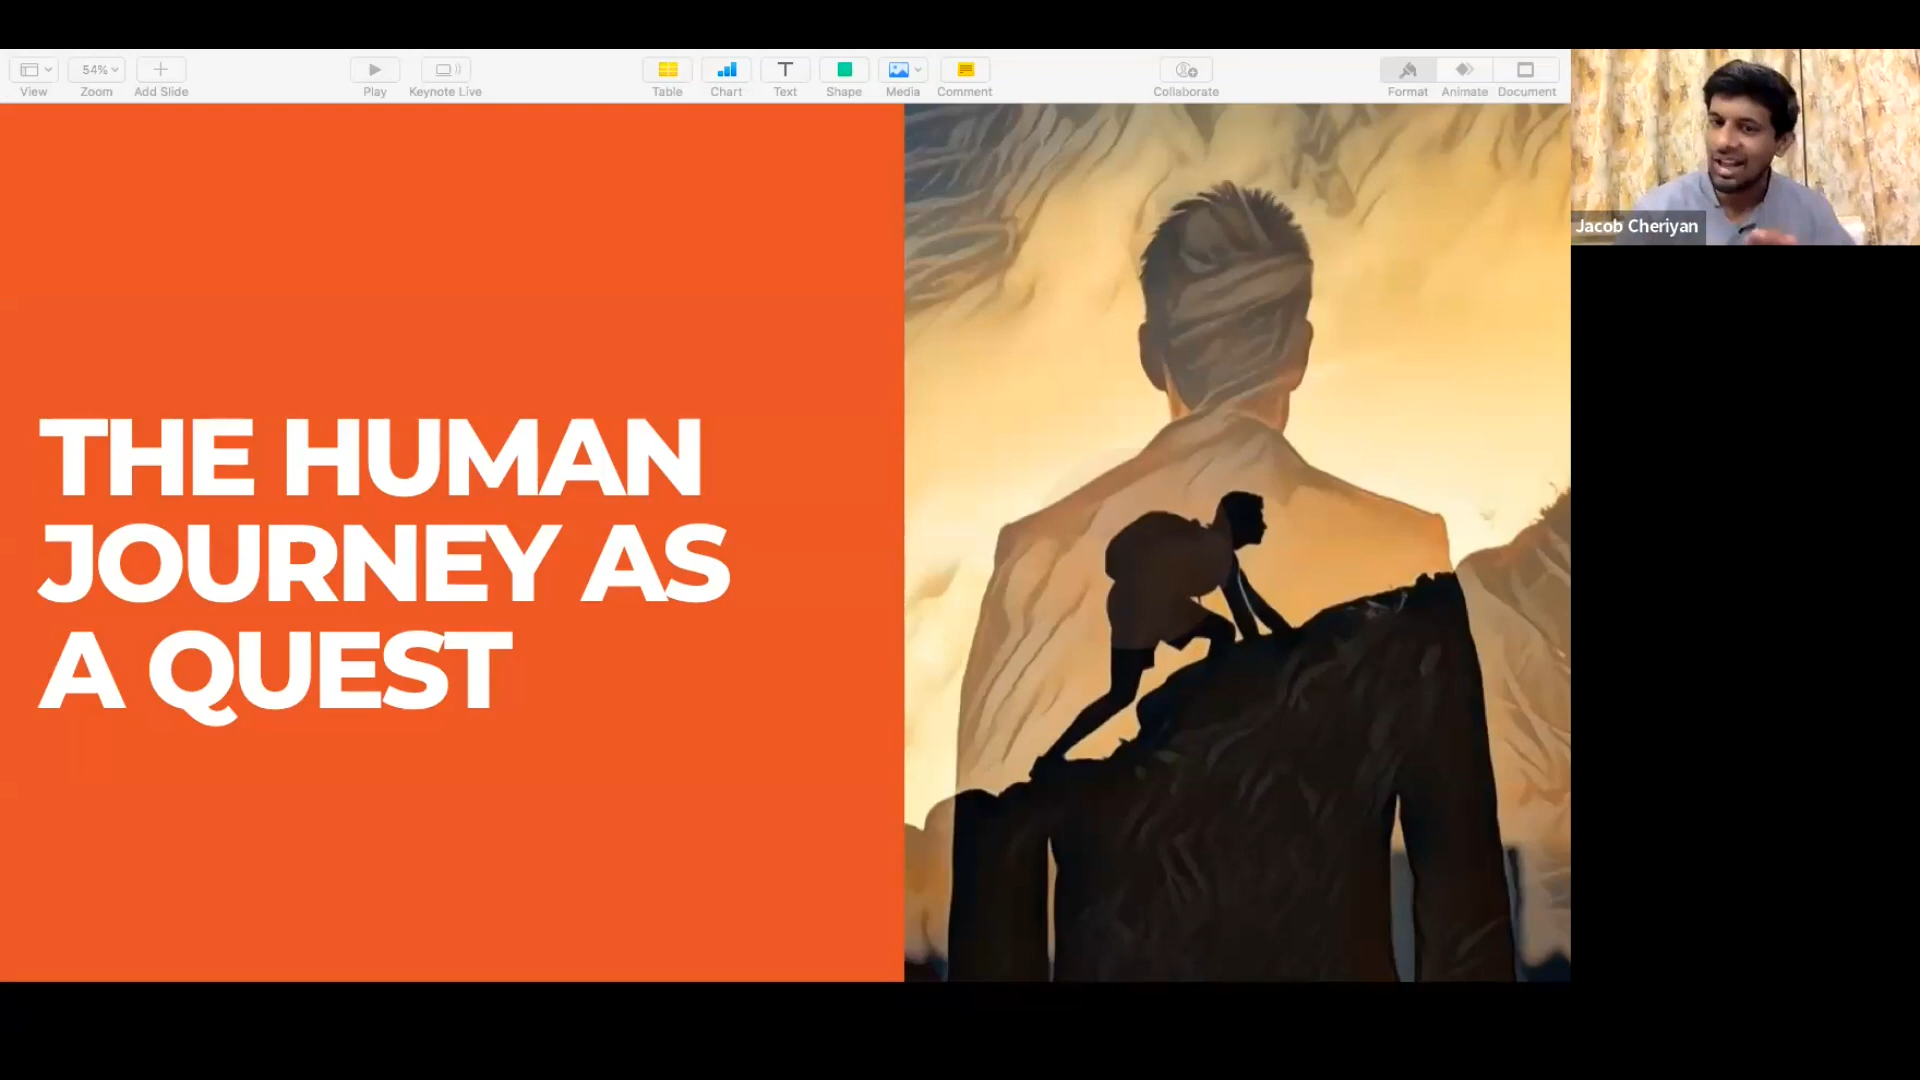 View
54%
Zoom
Add Slide
Play
Keynote Live
Table
Chart
Text
Shape
Media
Comment
Collaborate
Format
Animate
Document
Jacob Cheriyan
THE HUMAN
JOURNEY AS
A QUEST